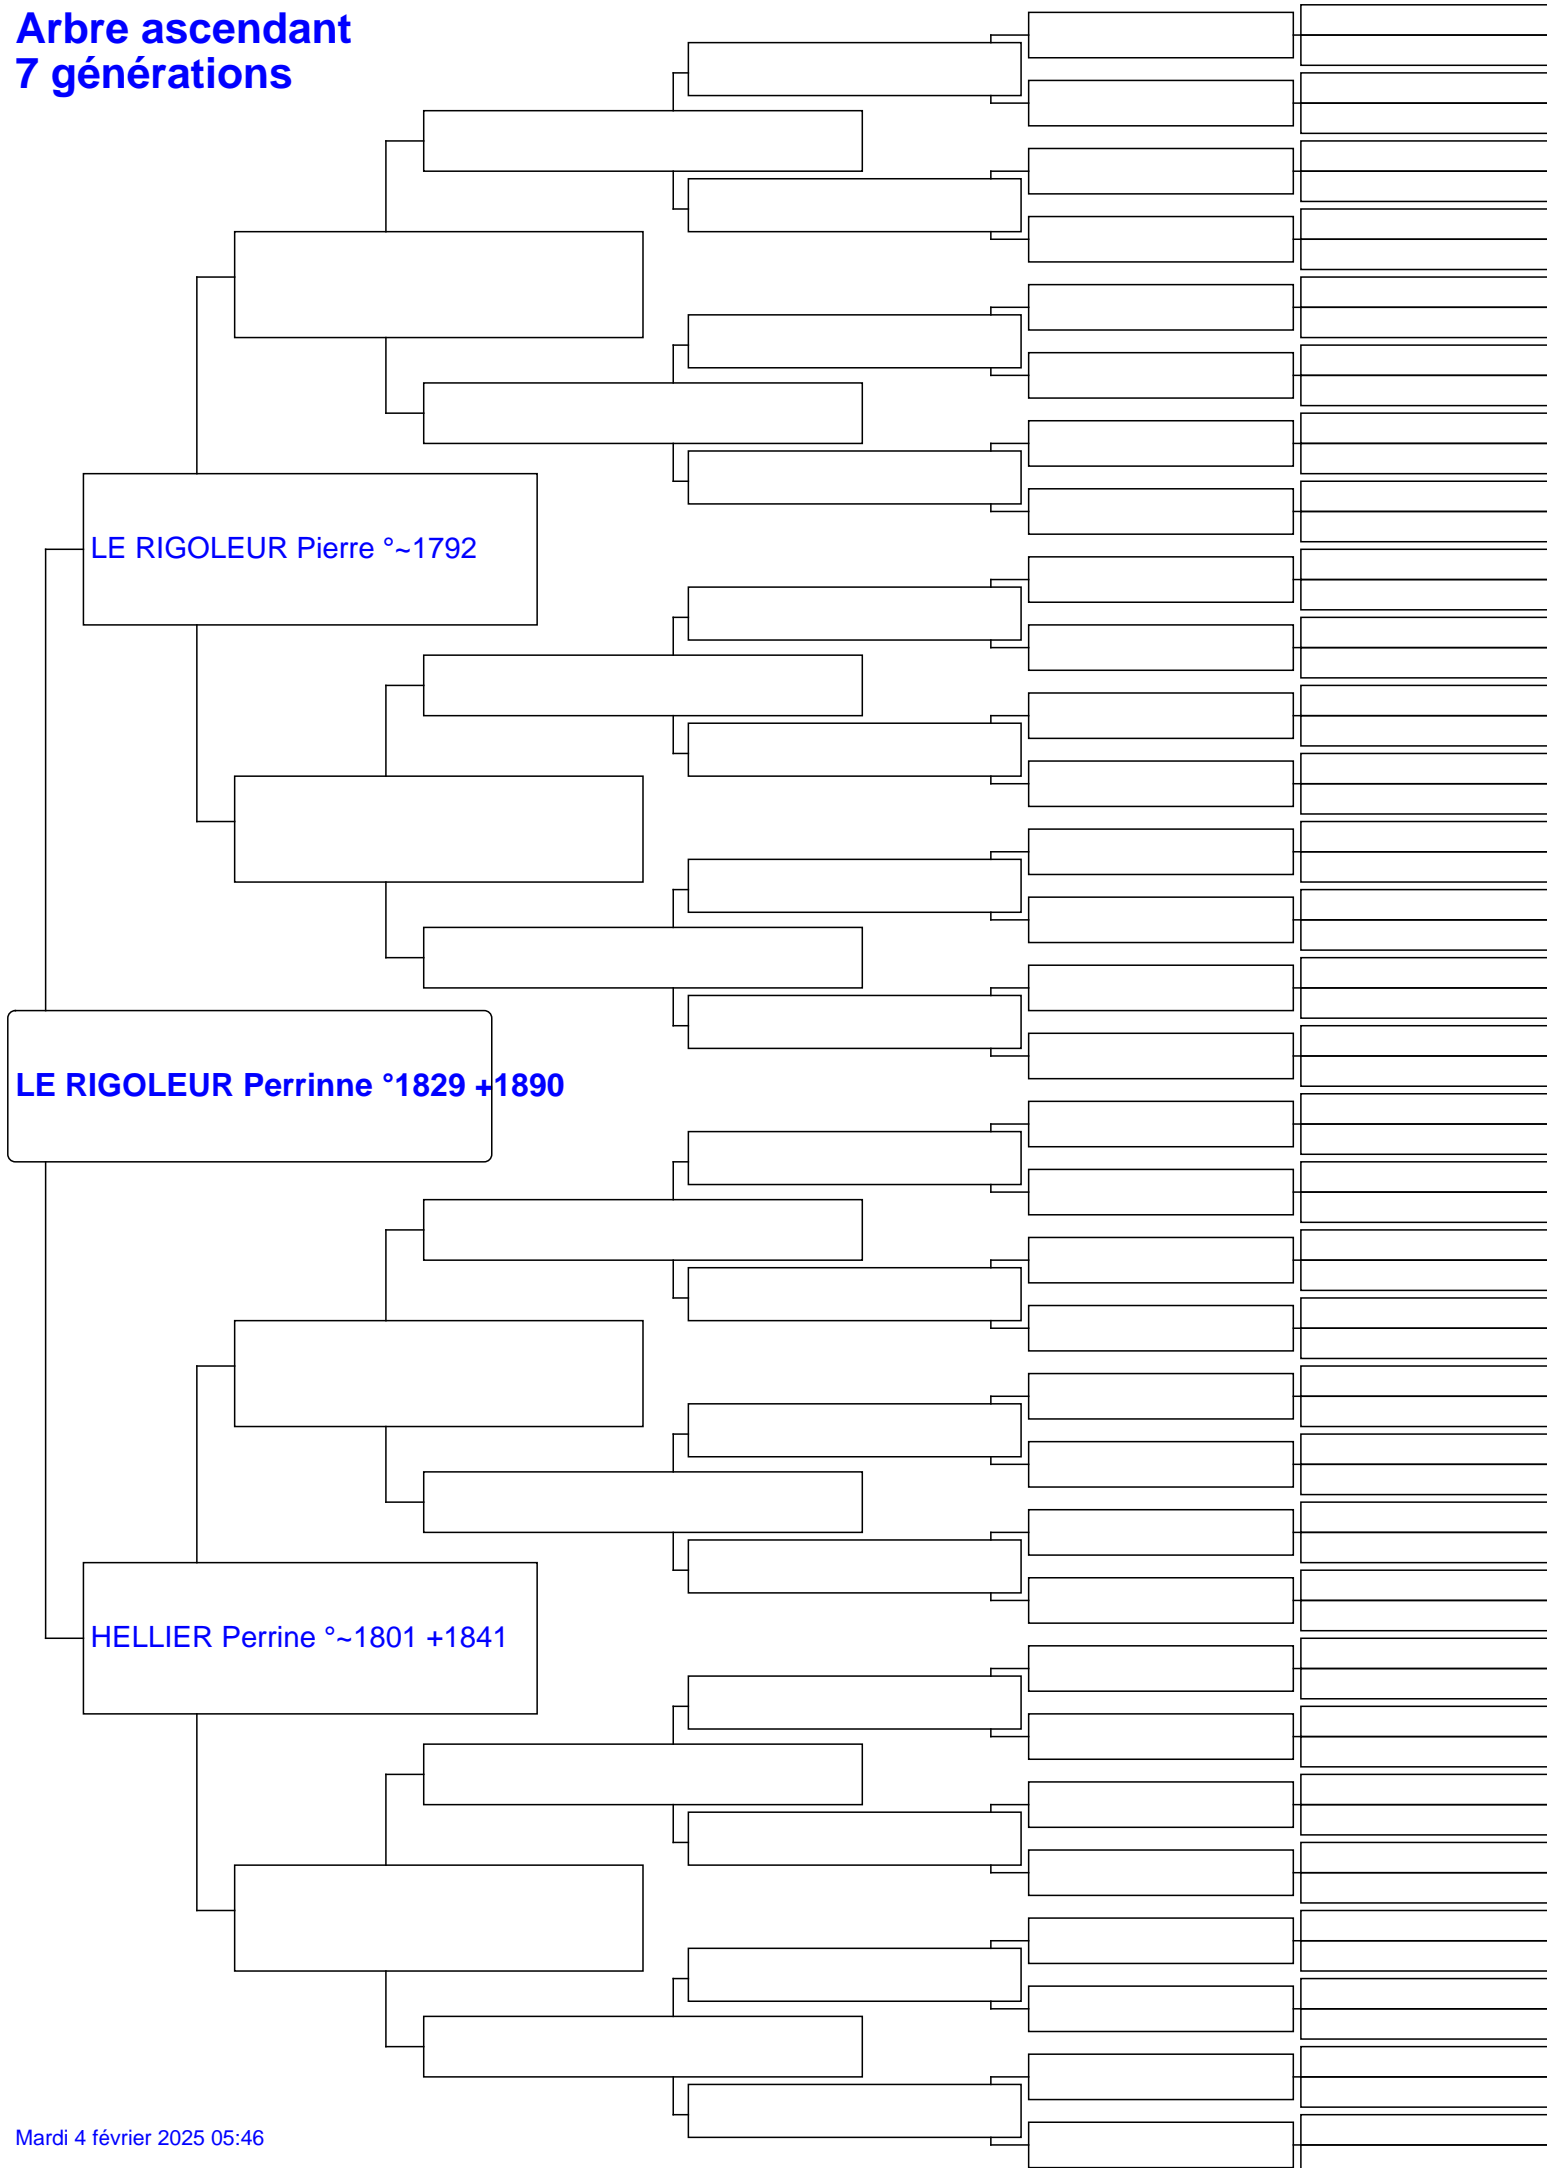 Arbre ascendant
7 générations
LE RIGOLEUR Pierre °~1792
LE RIGOLEUR Perrinne °1829 +1890
HELLIER Perrine °~1801 +1841
Mardi 4 février 2025 05:46